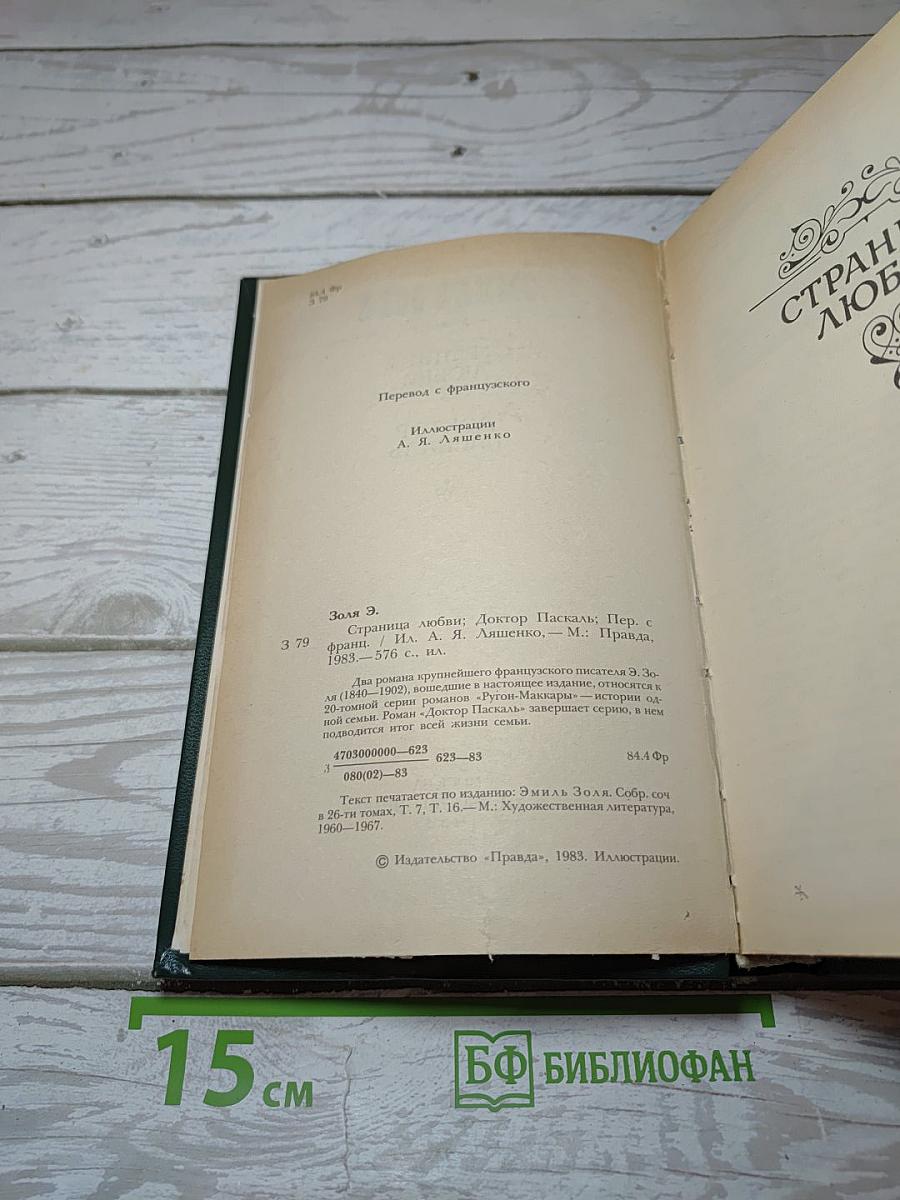 84.4 Фр
З 79
Перевод с французского
Иллюстрации
А. Я. Ляшенко
Золя Э.
З 79
Страница любви; Доктор Паскаль; Пер. с
франц. / Ил. А. Я. Ляшенко,— М.: Правда,
1983.— 576 с., ил.
Два романа крупнейшего французского писателя Э. Зо-
ля (1840—1902), вошедшие в настоящее издание, относятся к
20-томной серии романов «Ругон-Маккары» — истории од-
ной семьи. Роман «Доктор Паскаль» завершает серию, в нем
подводится итог всей жизни семьи.
4703000000—623
З 623—83 84.4 Фр
080(02)—83
Текст печатается по изданию: Эмиль Золя. Собр. соч
в 26-ти томах, Т. 7, Т. 16.— М.: Художественная литература,
1960—1967.
© Издательство «Правда», 1983. Иллюстрации.
СТРАНИ
ЛЮБ
15 см
БФ БИБЛИОФАН